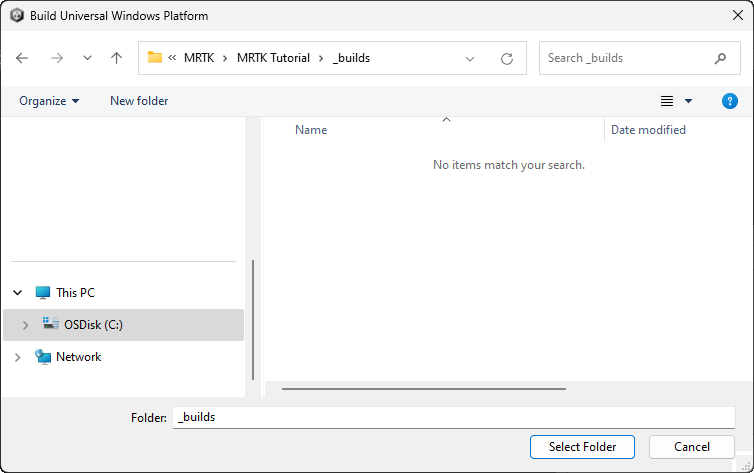 Build Universal Windows Platform
« MRTK > MRTK Tutorial > _builds
Search _builds
Organize New folder
?
Name Date modified
No items match your search.
This PC
OSDisk (C:)
Network
Folder: _builds
Select Folder Cancel